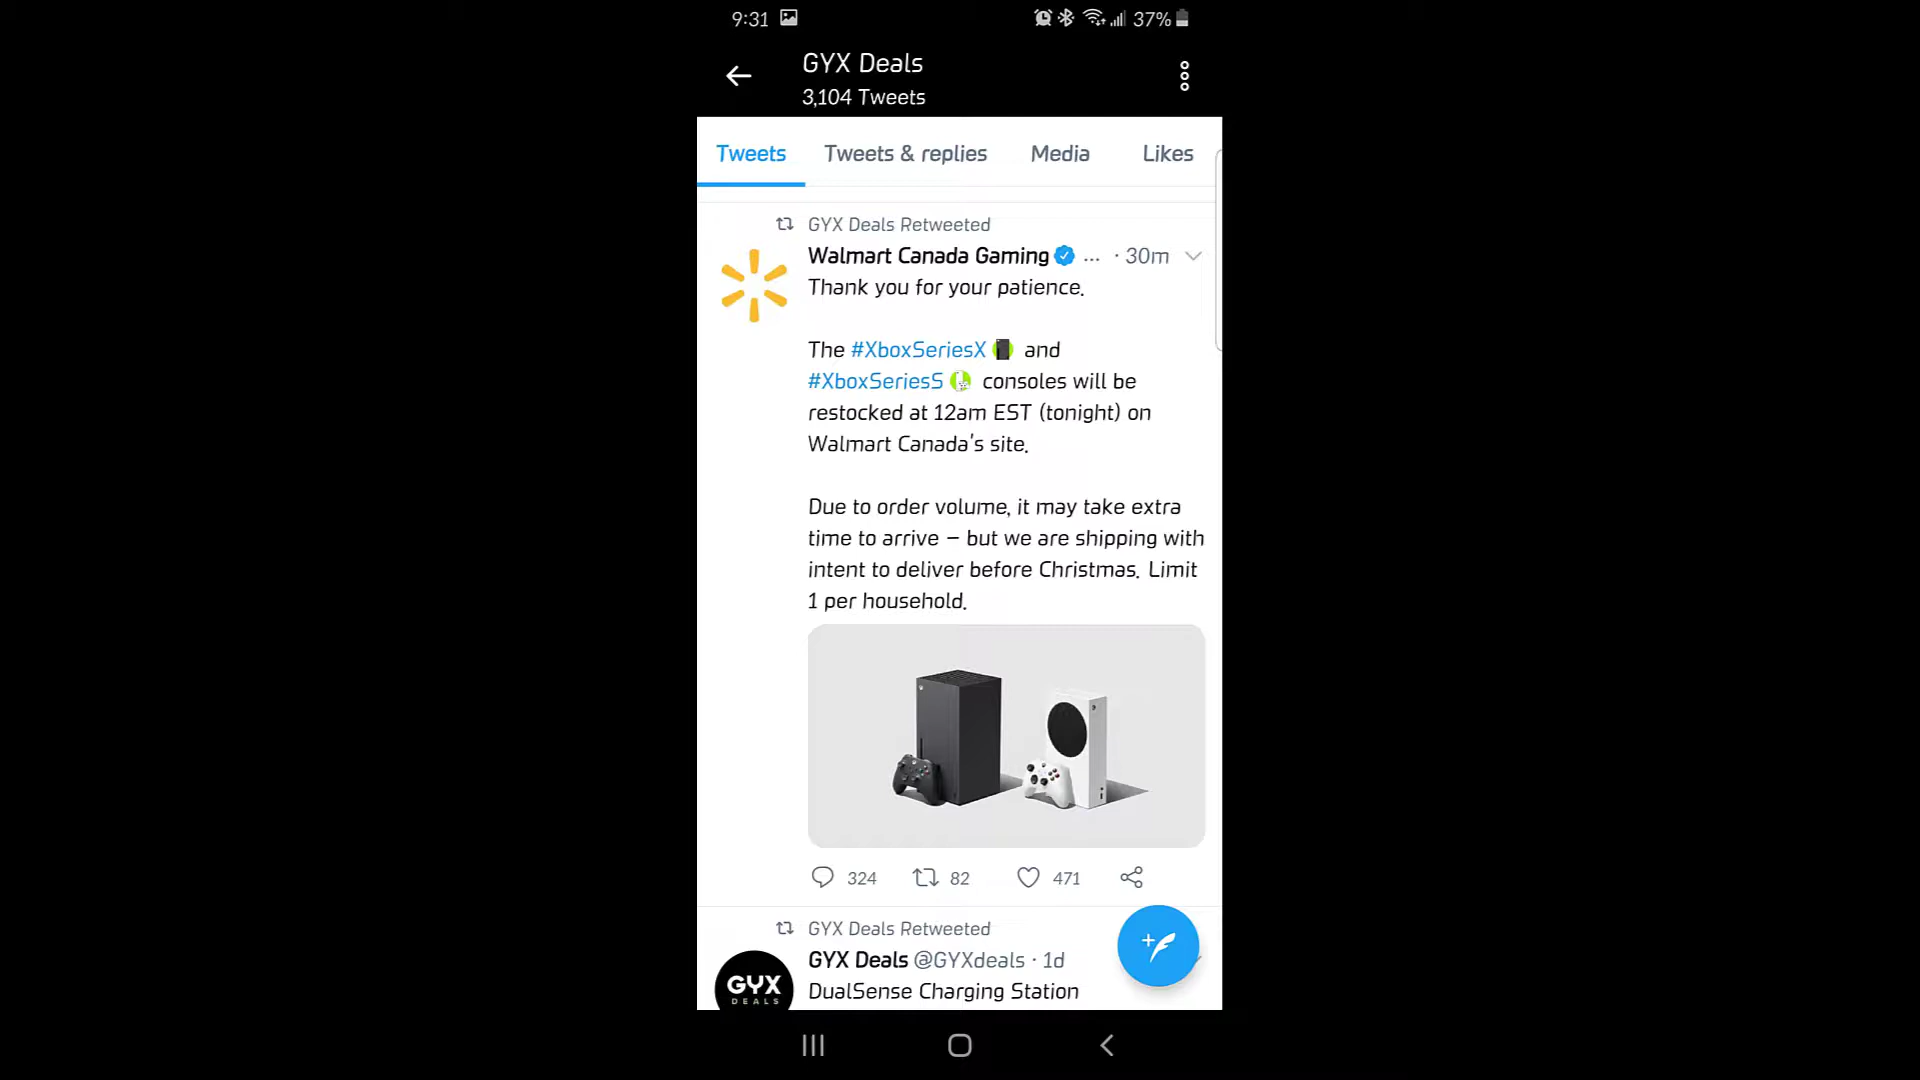 9:31 37%
GYX Deals
3,104 Tweets
Tweets Tweets & replies Media Likes
GYX Deals Retweeted
Walmart Canada Gaming ... · 30m
Thank you for your patience.
The #XboxSeriesX and
#XboxSeriesS consoles will be
restocked at 12am EST (tonight) on
Walmart Canada's site.
Due to order volume, it may take extra
time to arrive – but we are shipping with
intent to deliver before Christmas. Limit
1 per household.
324 82 471
GYX Deals Retweeted
GYX Deals @GYXdeals · 1d
GYX
DEALS
DualSense Charging Station